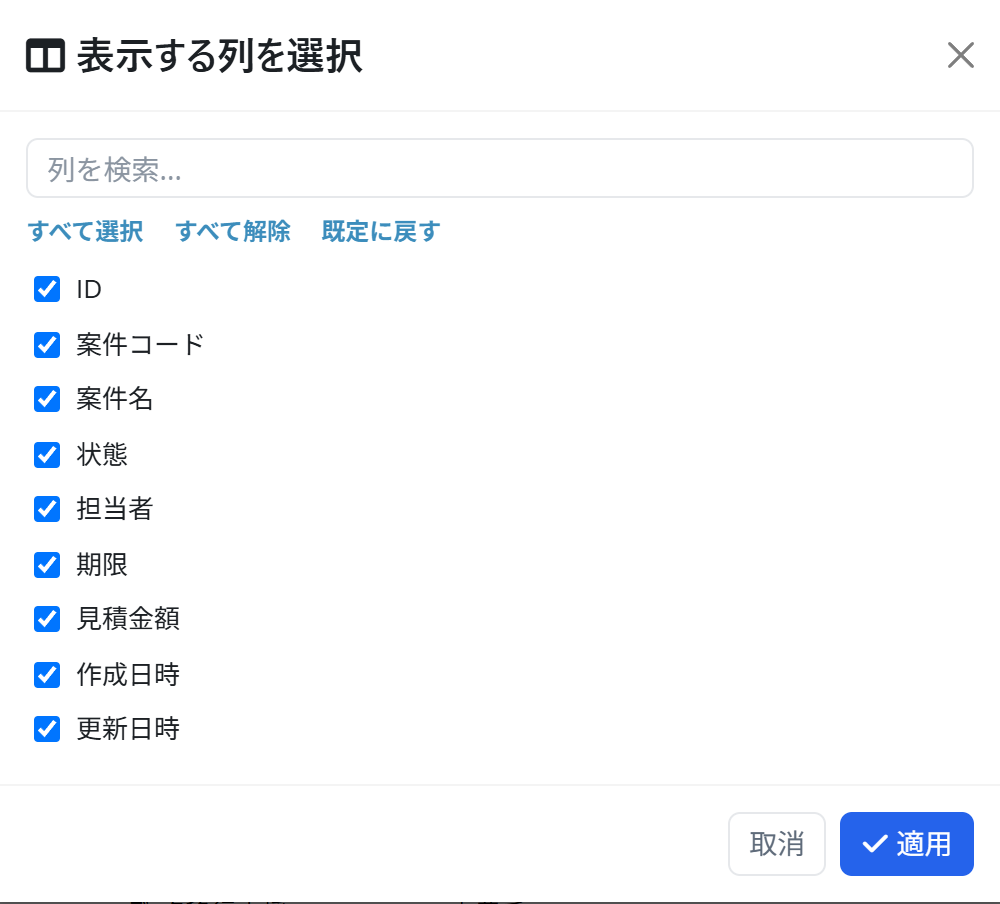 表示する列を選択
列を検索...
すべて選択 すべて解除 既定に戻す
ID
案件コード
案件名
状態
担当者
期限
見積金額
作成日時
更新日時
取消 適用